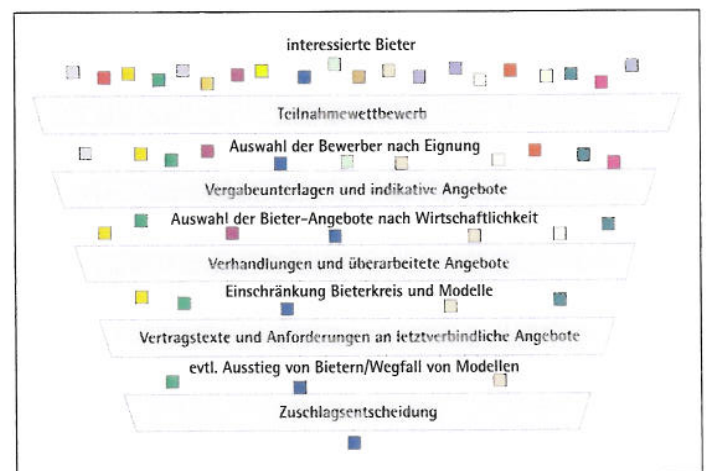 interessierte Bieter
Teilnahmewettbewerb
Auswahl der Bewerber nach Eignung
Vergabeunterlagen und indikative Angebote
Auswahl der Bieter-Angebote nach Wirtschaftlichkeit
Verhandlungen und überarbeitete Angebote
Einschränkung Bieterkreis und Modelle
Vertragstexte und Anforderungen an letztverbindliche Angebote
evtl. Ausstieg von Bietern/Wegfall von Modellen
Zuschlagsentscheidung